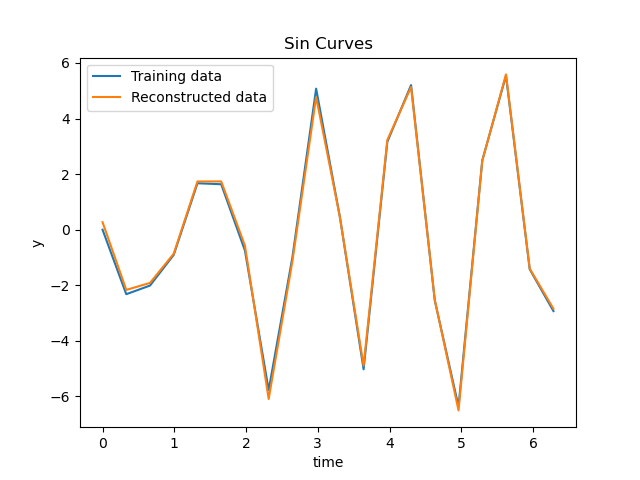 Sin Curves
Training data
Reconstructed data
6
4
2
0
−2
−4
−6
y
0 1 2 3 4 5 6
time